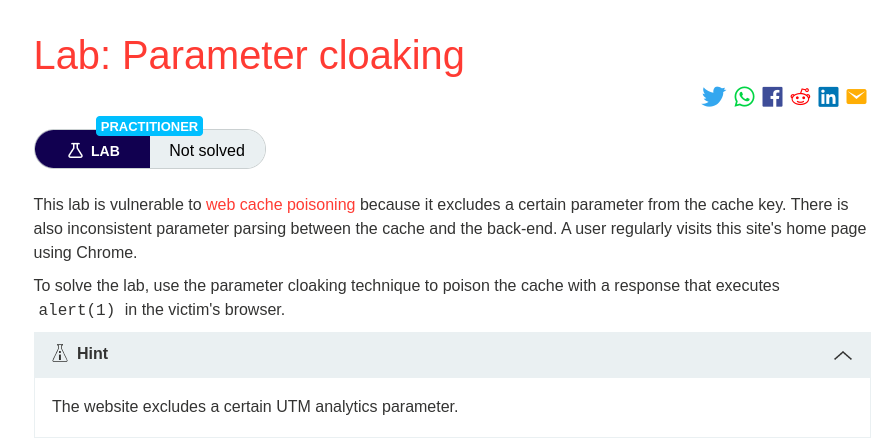 Lab: Parameter cloaking
PRACTITIONER
LAB
Not solved
This lab is vulnerable to web cache poisoning because it excludes a certain parameter from the cache key. There is
also inconsistent parameter parsing between the cache and the back-end. A user regularly visits this site's home page
using Chrome.
To solve the lab, use the parameter cloaking technique to poison the cache with a response that executes
alert(1) in the victim's browser.
Hint
The website excludes a certain UTM analytics parameter.